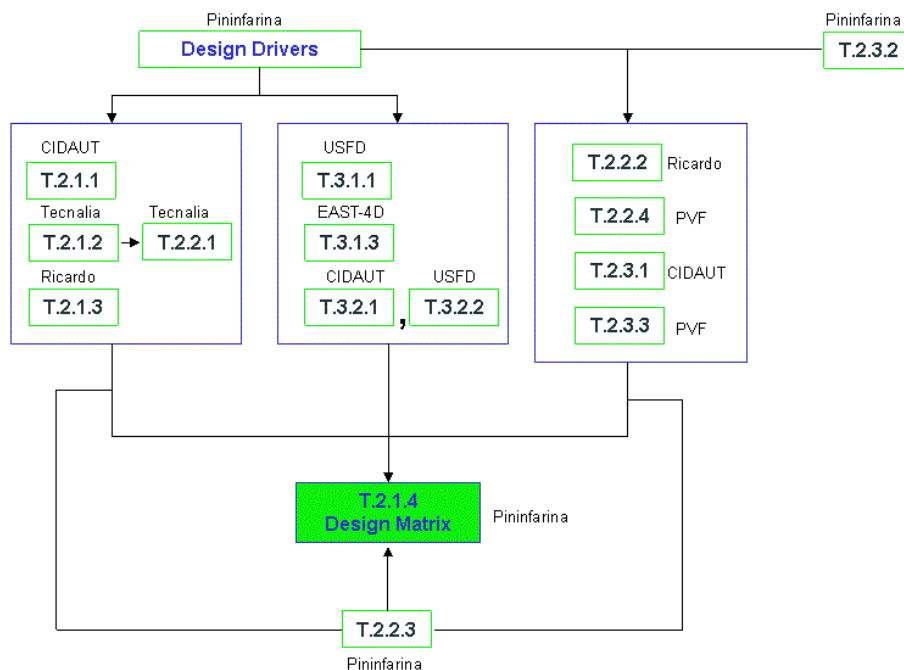 Pininfarina
Design Drivers
Pininfarina
T.2.3.2
CIDAUT
T.2.1.1
Tecnalia
T.2.1.2
Tecnalia
T.2.2.1
Ricardo
T.2.1.3
USFD
T.3.1.1
EAST-4D
T.3.1.3
CIDAUT
T.3.2.1
,
USFD
T.3.2.2
T.2.2.2 Ricardo
T.2.2.4 PVF
T.2.3.1 CIDAUT
T.2.3.3 PVF
T.2.1.4
Design Matrix
Pininfarina
T.2.2.3
Pininfarina